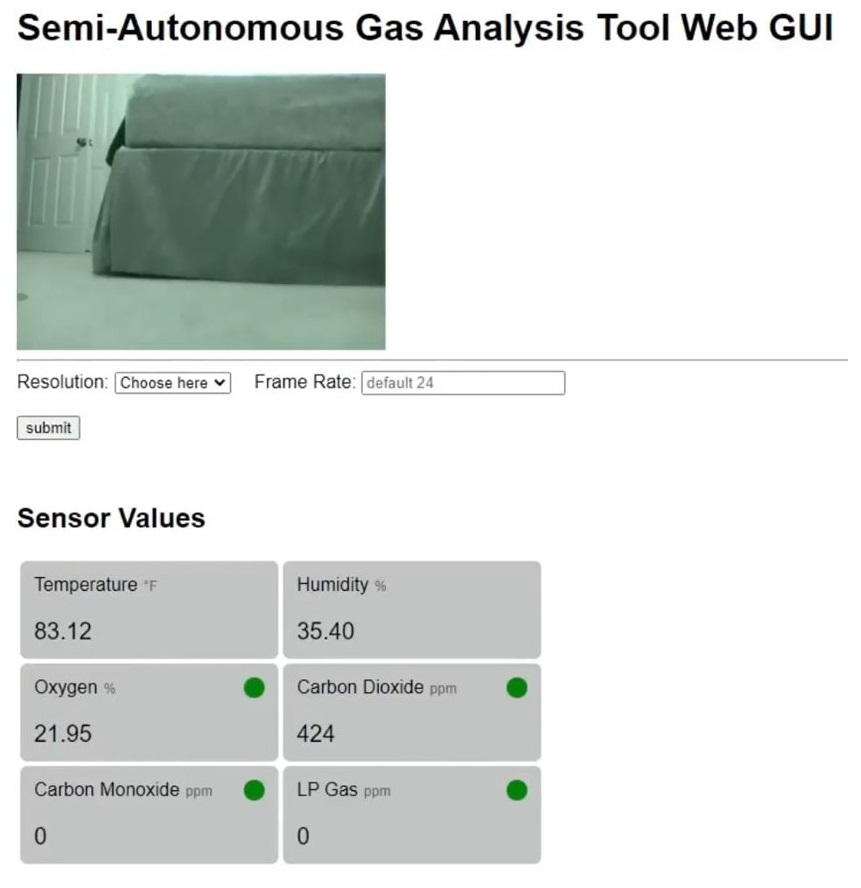 Semi-Autonomous Gas Analysis Tool Web GUI
Resolution: Choose here Frame Rate: default 24
submit
Sensor Values
Temperature °F Humidity %
83.12 35.40
Oxygen % Carbon Dioxide ppm
21.95 424
Carbon Monoxide ppm LP Gas ppm
0 0